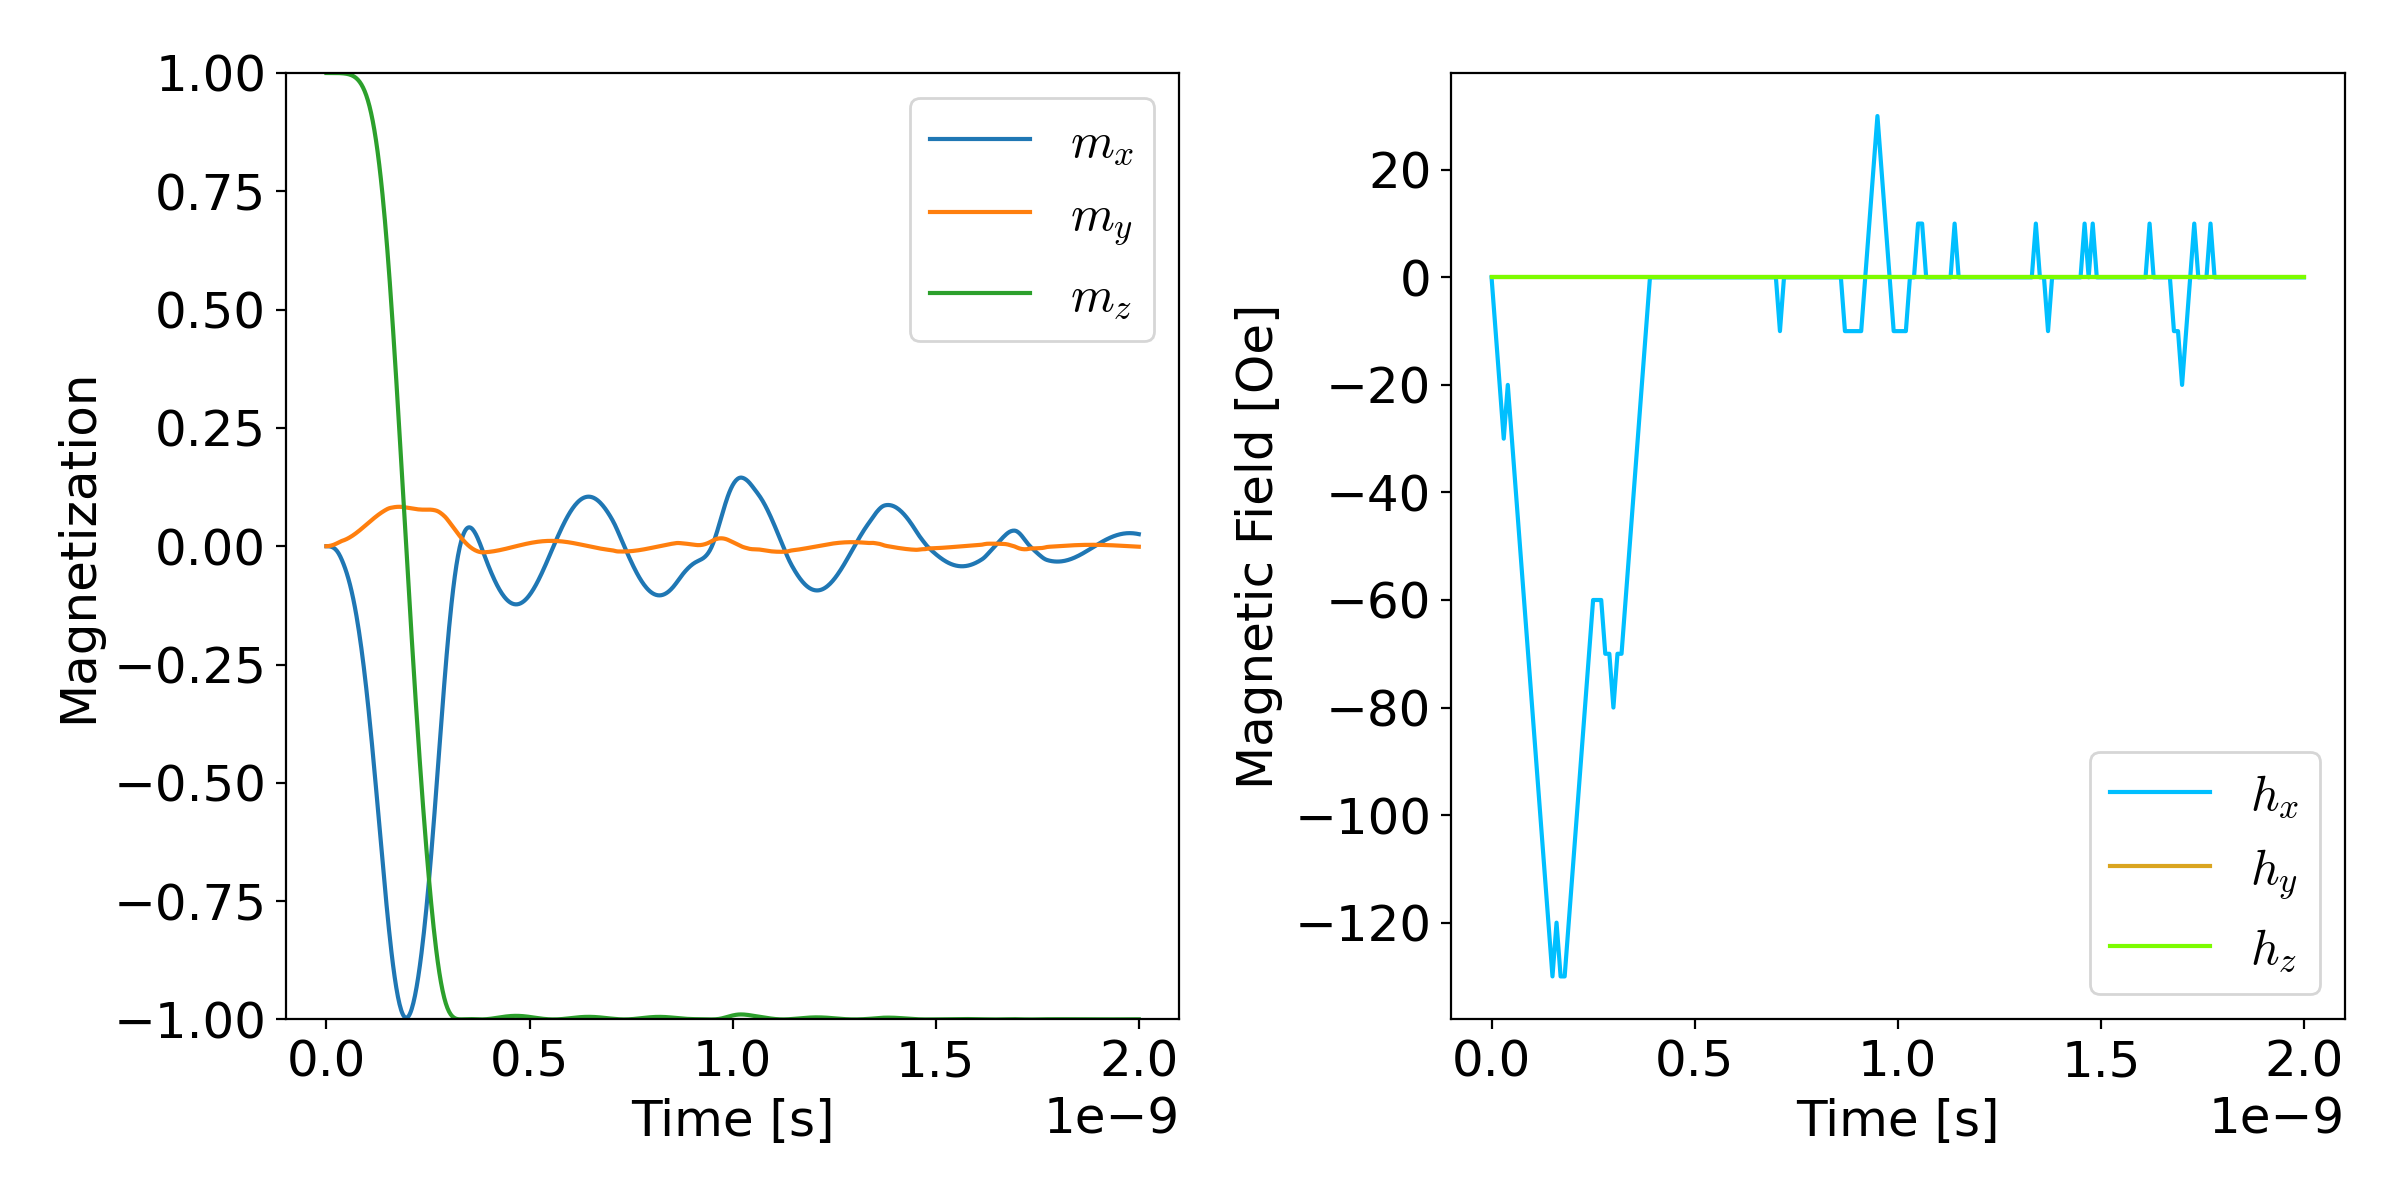 Magnetization
1.00
0.75
0.50
0.25
0.00
−0.25
−0.50
−0.75
−1.00
0.0 0.5 1.0 1.5 2.0
Time [s]
1e−9
m_x
m_y
m_z
Magnetic Field [Oe]
20
0
−20
−40
−60
−80
−100
−120
0.0 0.5 1.0 1.5 2.0
Time [s]
1e−9
h_x
h_y
h_z